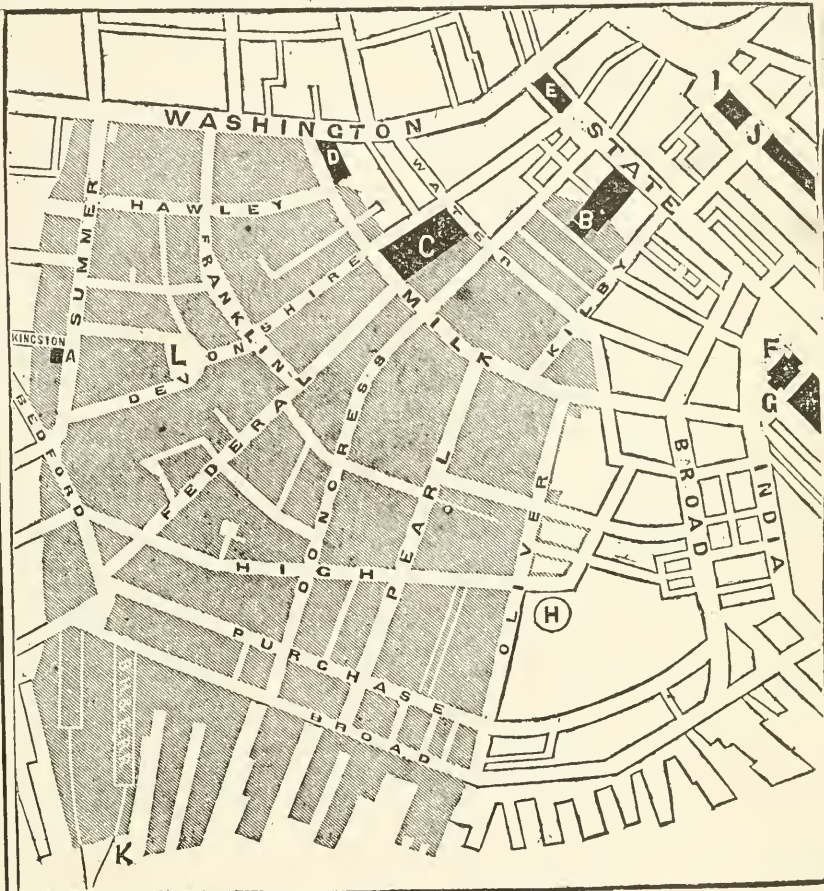 WASHINGTON
E
I
J
STATE
D
WATER
HAWLEY
B
C
SUMMER
FRANKLIN
DEVONSHIRE
MILK
KILBY
KINGSTON
A
L
F
G
BEDFORD
FEDERAL
CONGRESS
PEARL
OLIVER
BROAD
INDIA
HIGH
H
PURCHASE
BROAD
K